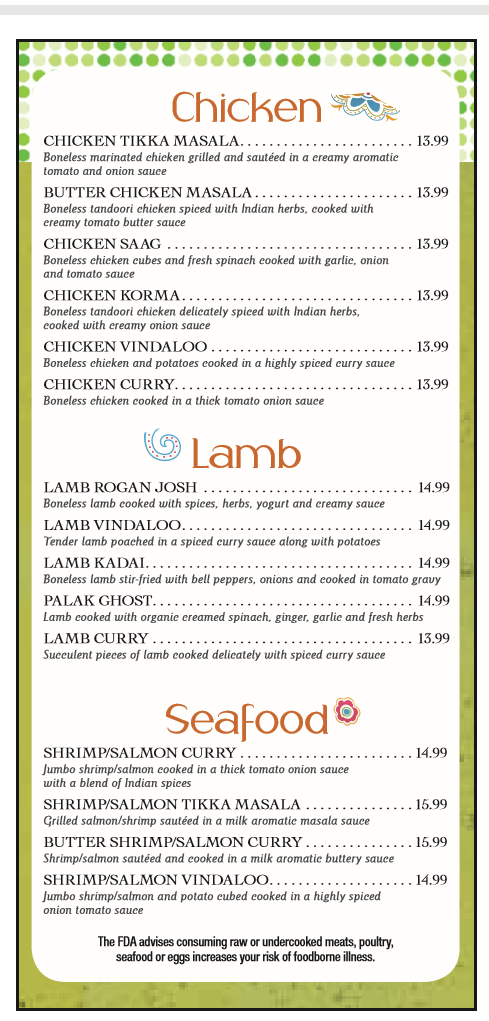 Chicken
CHICKEN TIKKA MASALA........................ 13.99
Boneless marinated chicken grilled and sautéed in a creamy aromatic
tomato and onion sauce
BUTTER CHICKEN MASALA...................... 13.99
Boneless tandoori chicken spiced with Indian herbs, cooked with
creamy tomato butter sauce
CHICKEN SAAG .................................. 13.99
Boneless chicken cubes and fresh spinach cooked with garlic, onion
and tomato sauce
CHICKEN KORMA................................ 13.99
Boneless tandoori chicken delicately spiced with Indian herbs,
cooked with creamy onion sauce
CHICKEN VINDALOO ............................ 13.99
Boneless chicken and potatoes cooked in a highly spiced curry sauce
CHICKEN CURRY................................. 13.99
Boneless chicken cooked in a thick tomato onion sauce
Lamb
LAMB ROGAN JOSH ............................. 14.99
Boneless lamb cooked with spices, herbs, yogurt and creamy sauce
LAMB VINDALOO................................ 14.99
Tender lamb poached in a spiced curry sauce along with potatoes
LAMB KADAI..................................... 14.99
Boneless lamb stir-fried with bell peppers, onions and cooked in tomato gravy
PALAK GHOST.................................... 14.99
Lamb cooked with organic creamed spinach, ginger, garlic and fresh herbs
LAMB CURRY .................................... 13.99
Succulent pieces of lamb cooked delicately with spiced curry sauce
Seafood
SHRIMP/SALMON CURRY ........................ 14.99
Jumbo shrimp/salmon cooked in a thick tomato onion sauce
with a blend of Indian spices
SHRIMP/SALMON TIKKA MASALA ............... 15.99
Grilled salmon/shrimp sautéed in a milk aromatic masala sauce
BUTTER SHRIMP/SALMON CURRY ............... 15.99
Shrimp/salmon sautéed and cooked in a milk aromatic buttery sauce
SHRIMP/SALMON VINDALOO.................... 14.99
Jumbo shrimp/salmon and potato cubed cooked in a highly spiced
onion tomato sauce
The FDA advises consuming raw or undercooked meats, poultry,
seafood or eggs increases your risk of foodborne illness.